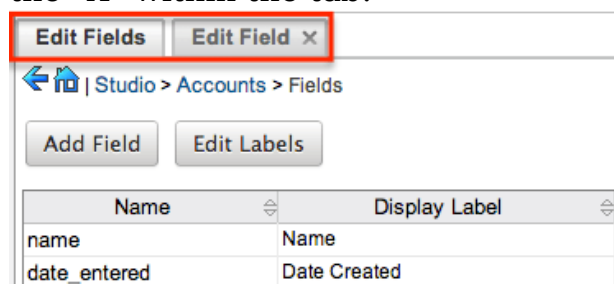 Edit Fields Edit Field ×
| Studio > Accounts > Fields
Add Field Edit Labels
Name Display Label
name Name
date_entered Date Created